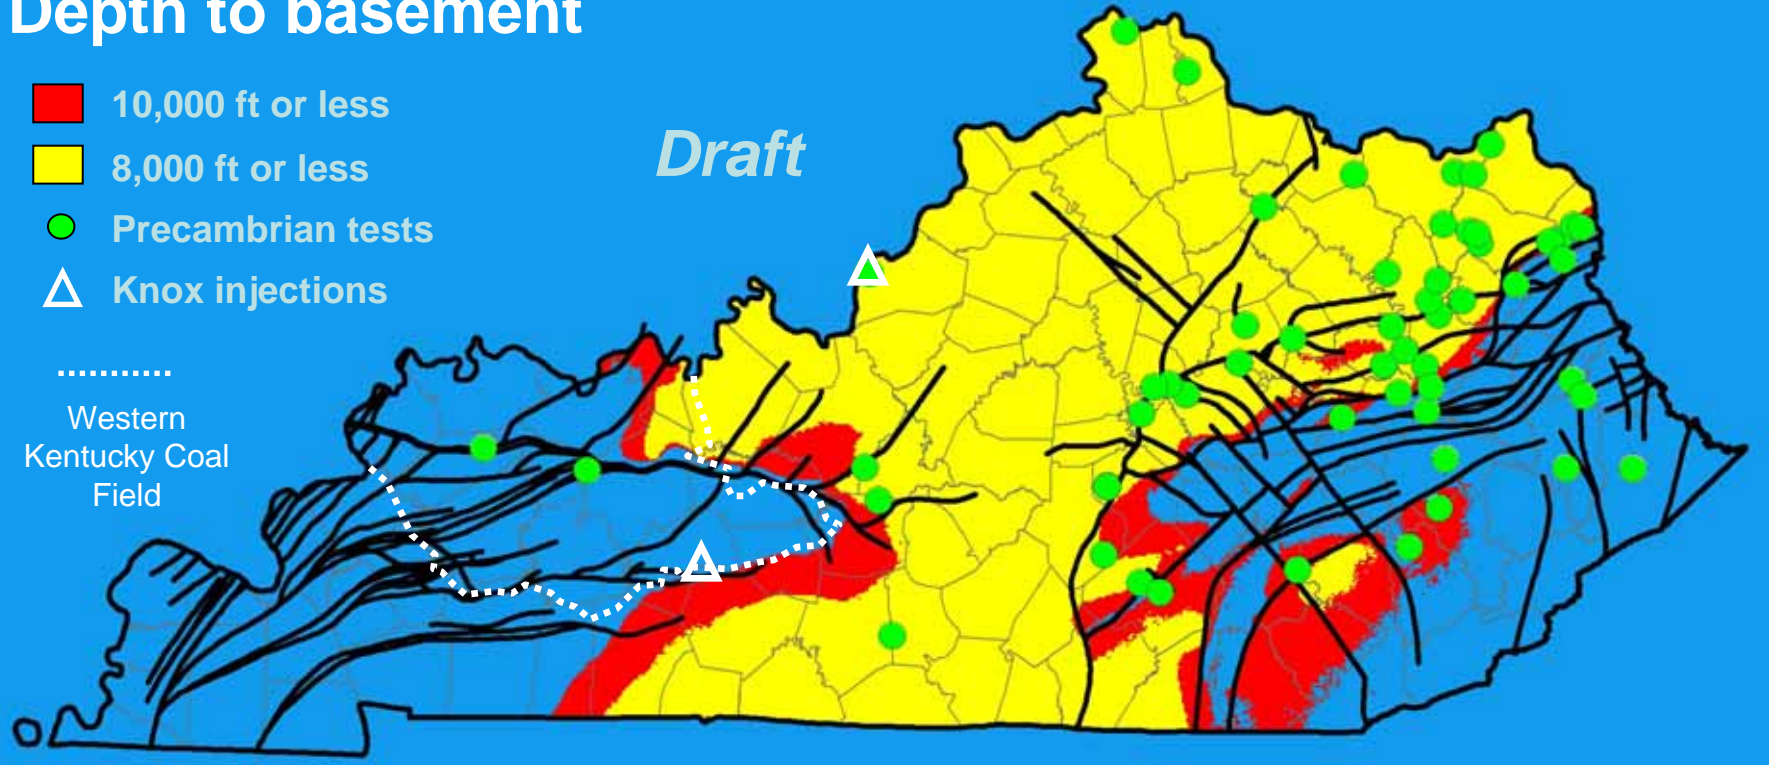 Depth to basement
10,000 ft or less
8,000 ft or less
Precambrian tests
Knox injections
Western
Kentucky Coal
Field
Draft